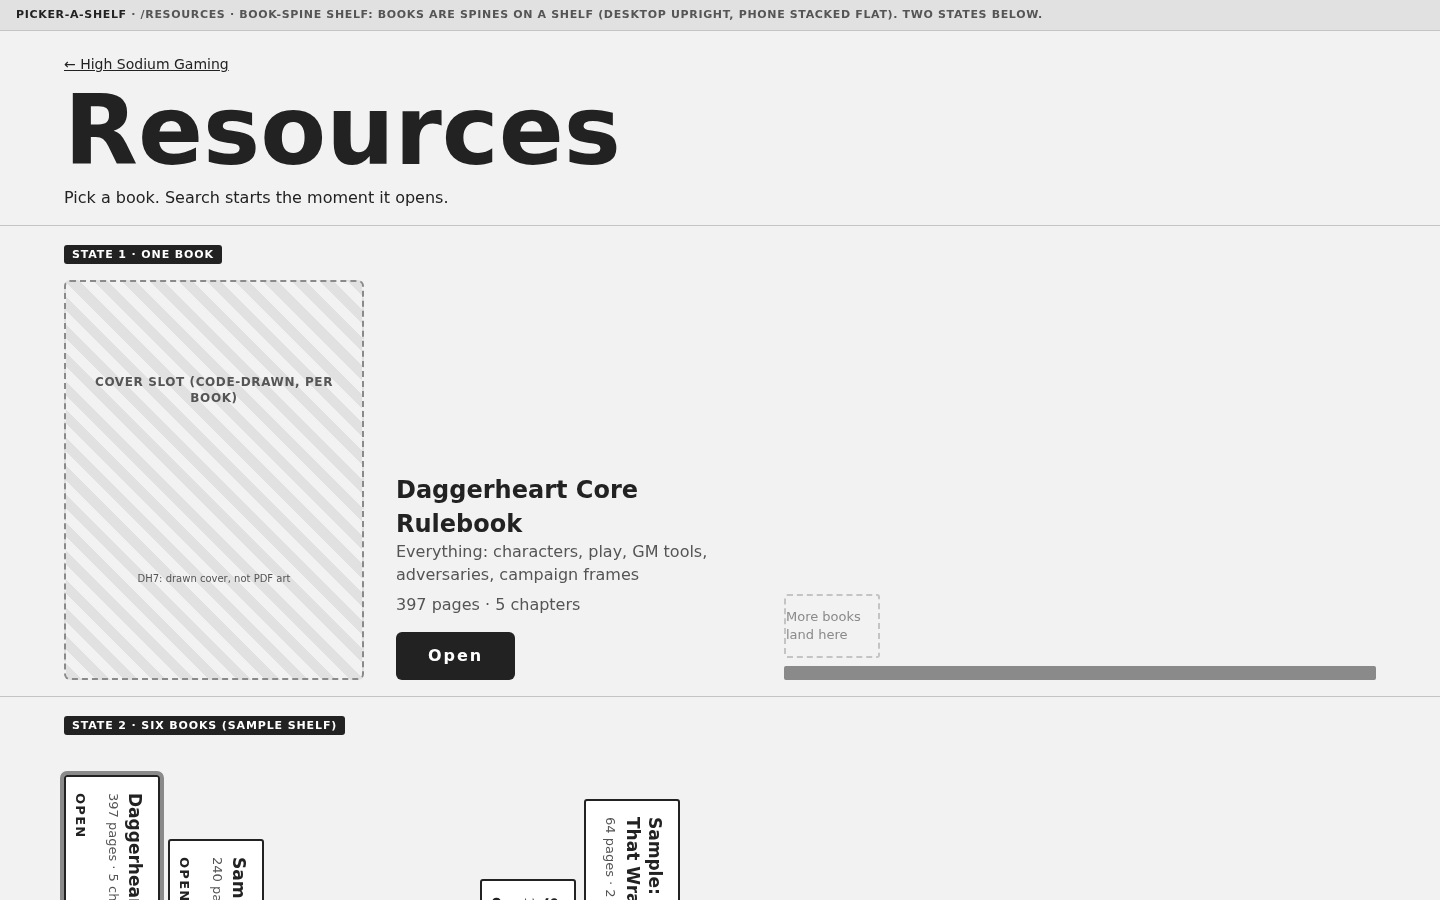 PICKER-A-SHELF · /RESOURCES · BOOK-SPINE SHELF: BOOKS ARE SPINES ON A SHELF (DESKTOP UPRIGHT, PHONE STACKED FLAT). TWO STATES BELOW.
← High Sodium Gaming
Resources
Pick a book. Search starts the moment it opens.
STATE 1 · ONE BOOK
COVER SLOT (CODE-DRAWN, PER
BOOK)
DH7: drawn cover, not PDF art
Daggerheart Core
Rulebook
Everything: characters, play, GM tools,
adversaries, campaign frames
397 pages · 5 chapters
Open
More books
land here
STATE 2 · SIX BOOKS (SAMPLE SHELF)
Daggerhea
397 pages · 5 ch
OPEN
Sam
240 pa
OPEN
Sample:
That Wra
64 pages · 2